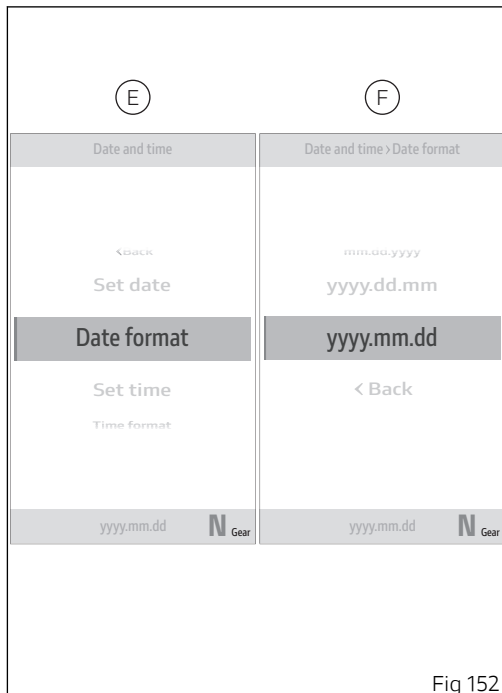 E
Date and time
< Back
Set date
Date format
Set time
Time format
yyyy.mm.dd N Gear
F
Date and time › Date format
mm.dd.yyyy
yyyy.dd.mm
yyyy.mm.dd
< Back
yyyy.mm.dd N Gear
Fig 152